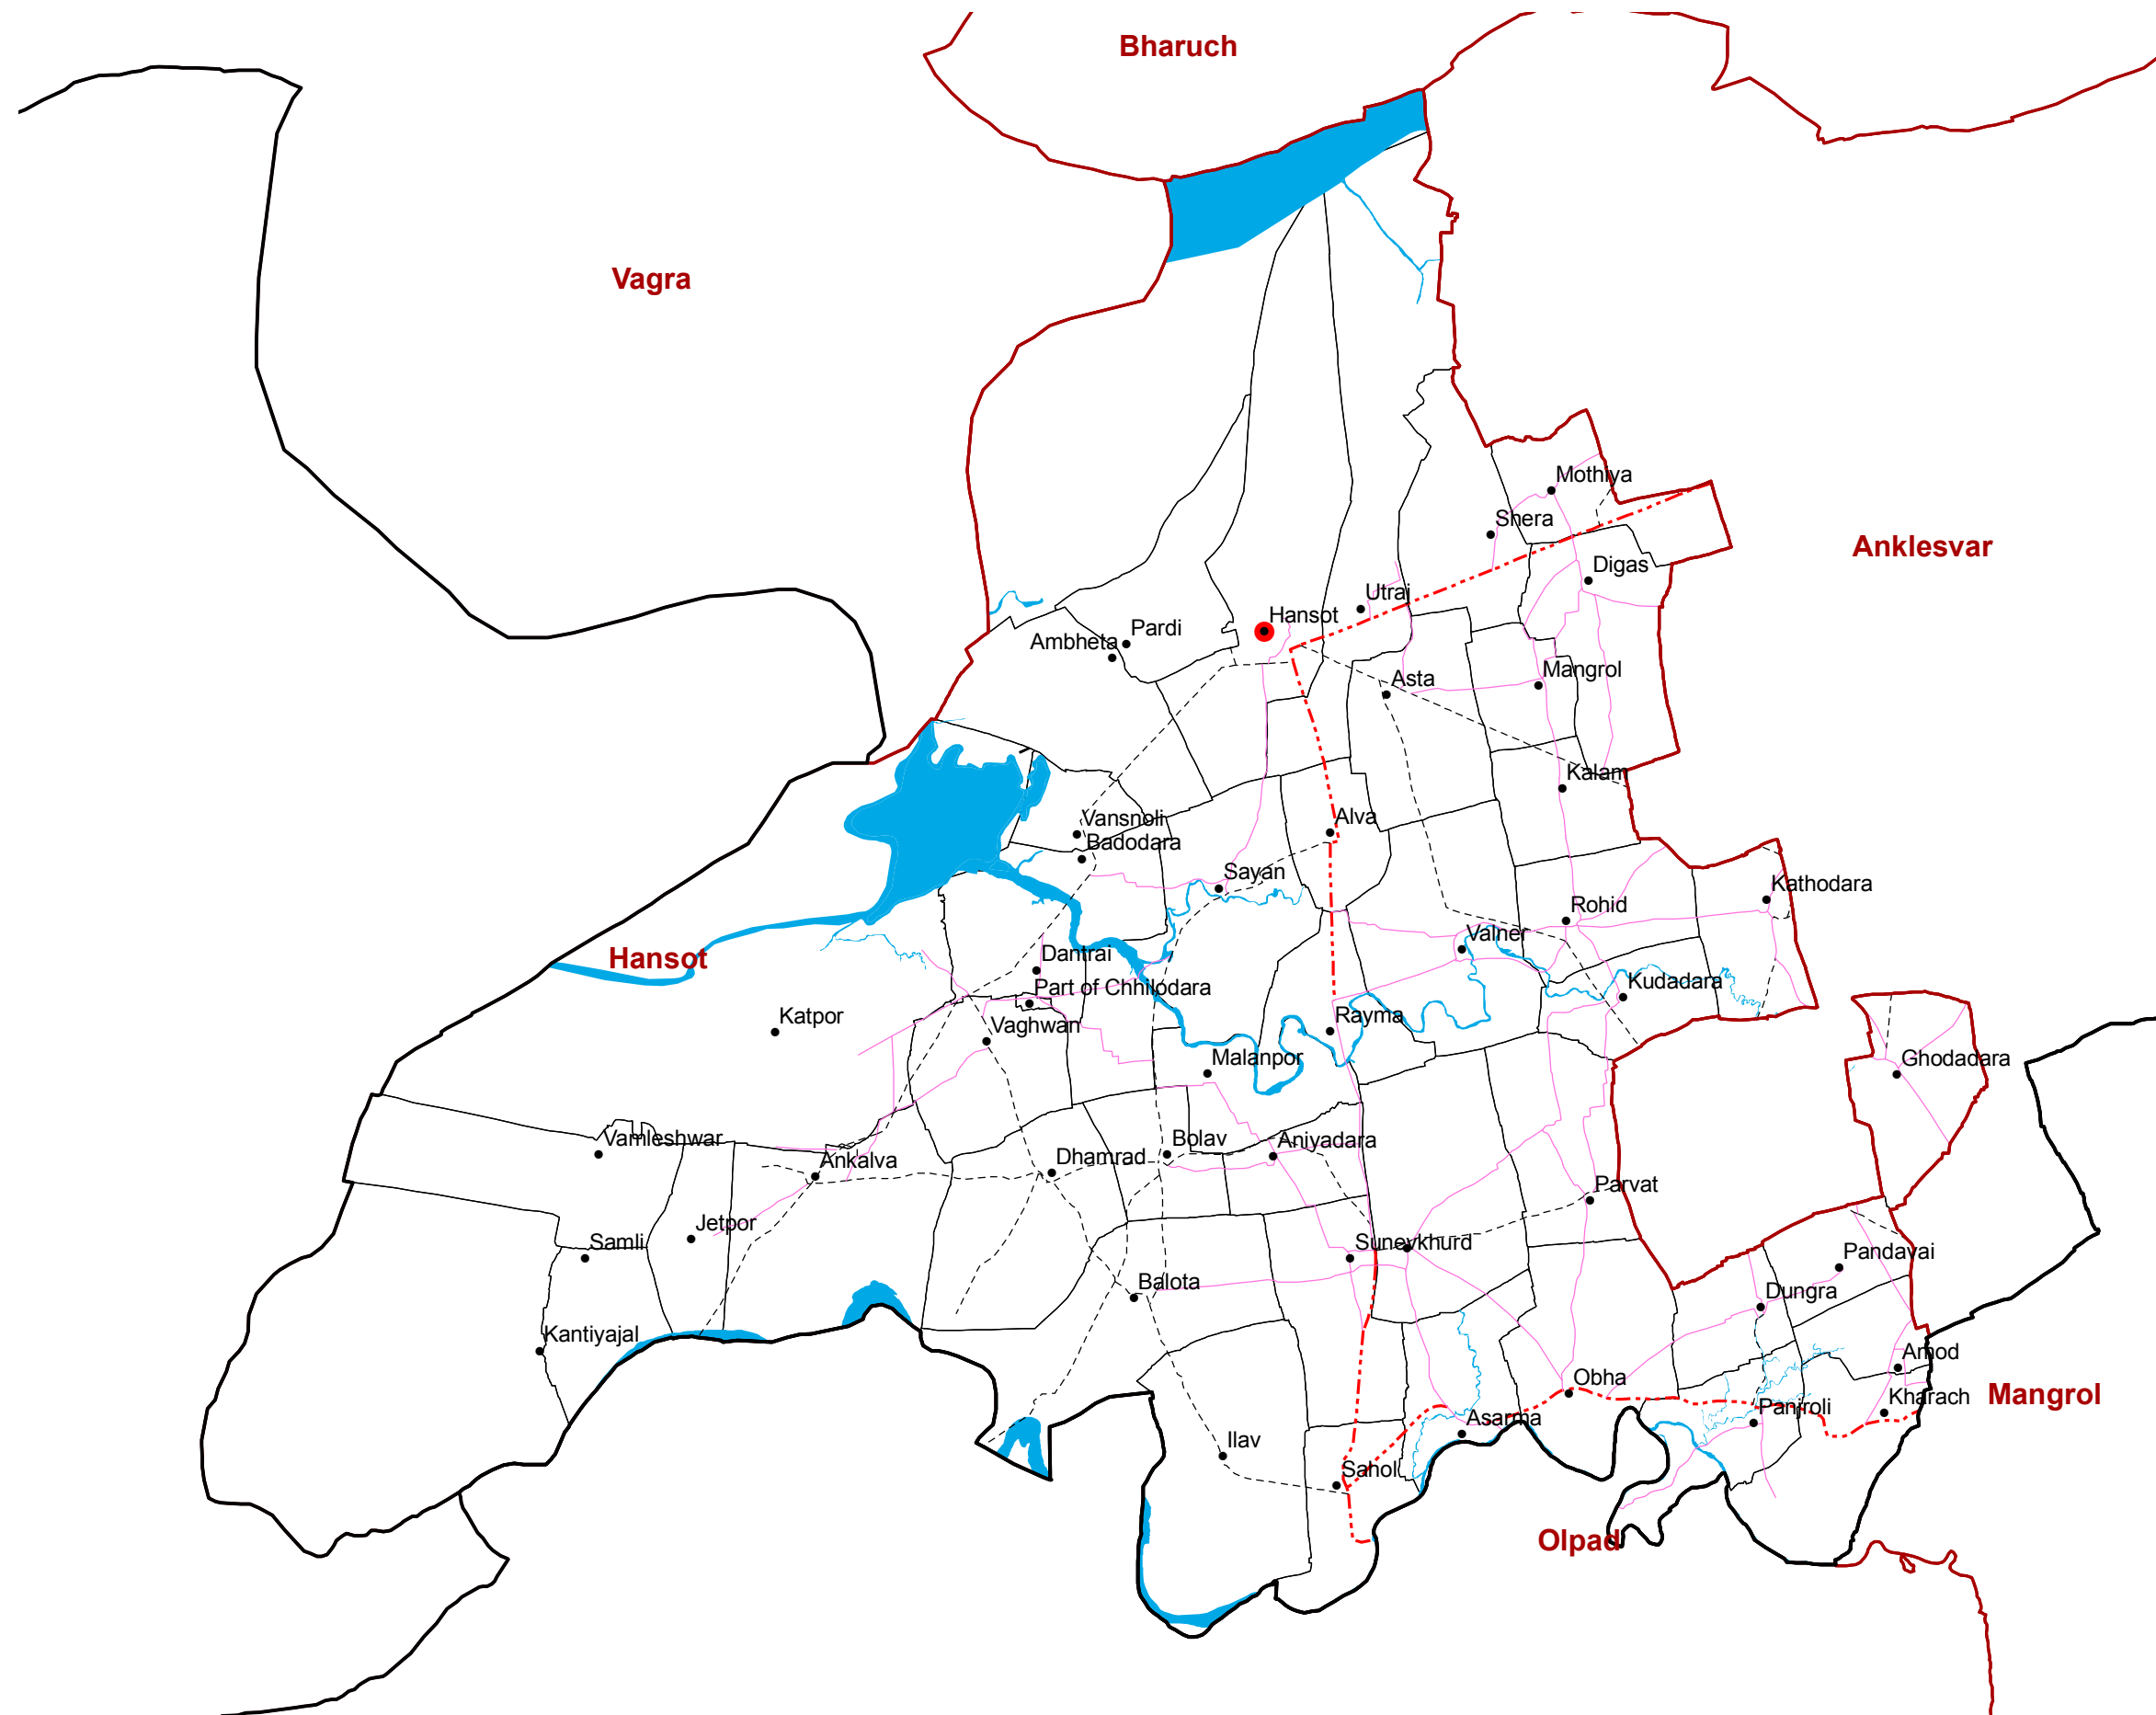 Bharuch
Vagra
Mothiya
Shera
Anklesvar
Digas
Utraj
Hansot
Pardi
Ambheta
Mangrol
Asta
Kalam
Vansnoli
Alva
Badodara
Sayan
Kathodara
Rohid
Valner
Hansot
Dantrai
Kudadara
Part of Chhilodara
Katpor
Vaghwan
Rayma
Malanpor
Ghodadara
Vamleshwar
Bolav
Aniyadara
Ankalva
Dhamrad
Parvat
Jetpor
Samli
Sunevkhurd
Pandavai
Balota
Dungra
Kantiyajal
Amod
Obha
Kharach
Mangrol
Panjroli
Asarma
Ilav
Sahol
Olpad